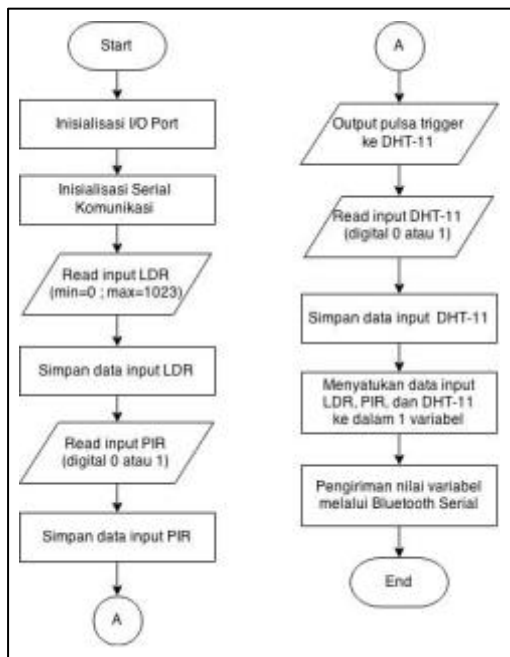 Start
Inisialisasi I/O Port
Inisialisasi Serial
Komunikasi
Read input LDR
(min=0 ; max=1023)
Simpan data input LDR
Read input PIR
(digital 0 atau 1)
Simpan data input PIR
A
A
Output pulsa trigger
ke DHT-11
Read input DHT-11
(digital 0 atau 1)
Simpan data input DHT-11
Menyatukan data input
LDR, PIR, dan DHT-11
ke dalam 1 variabel
Pengiriman nilai variabel
melalui Bluetooth Serial
End